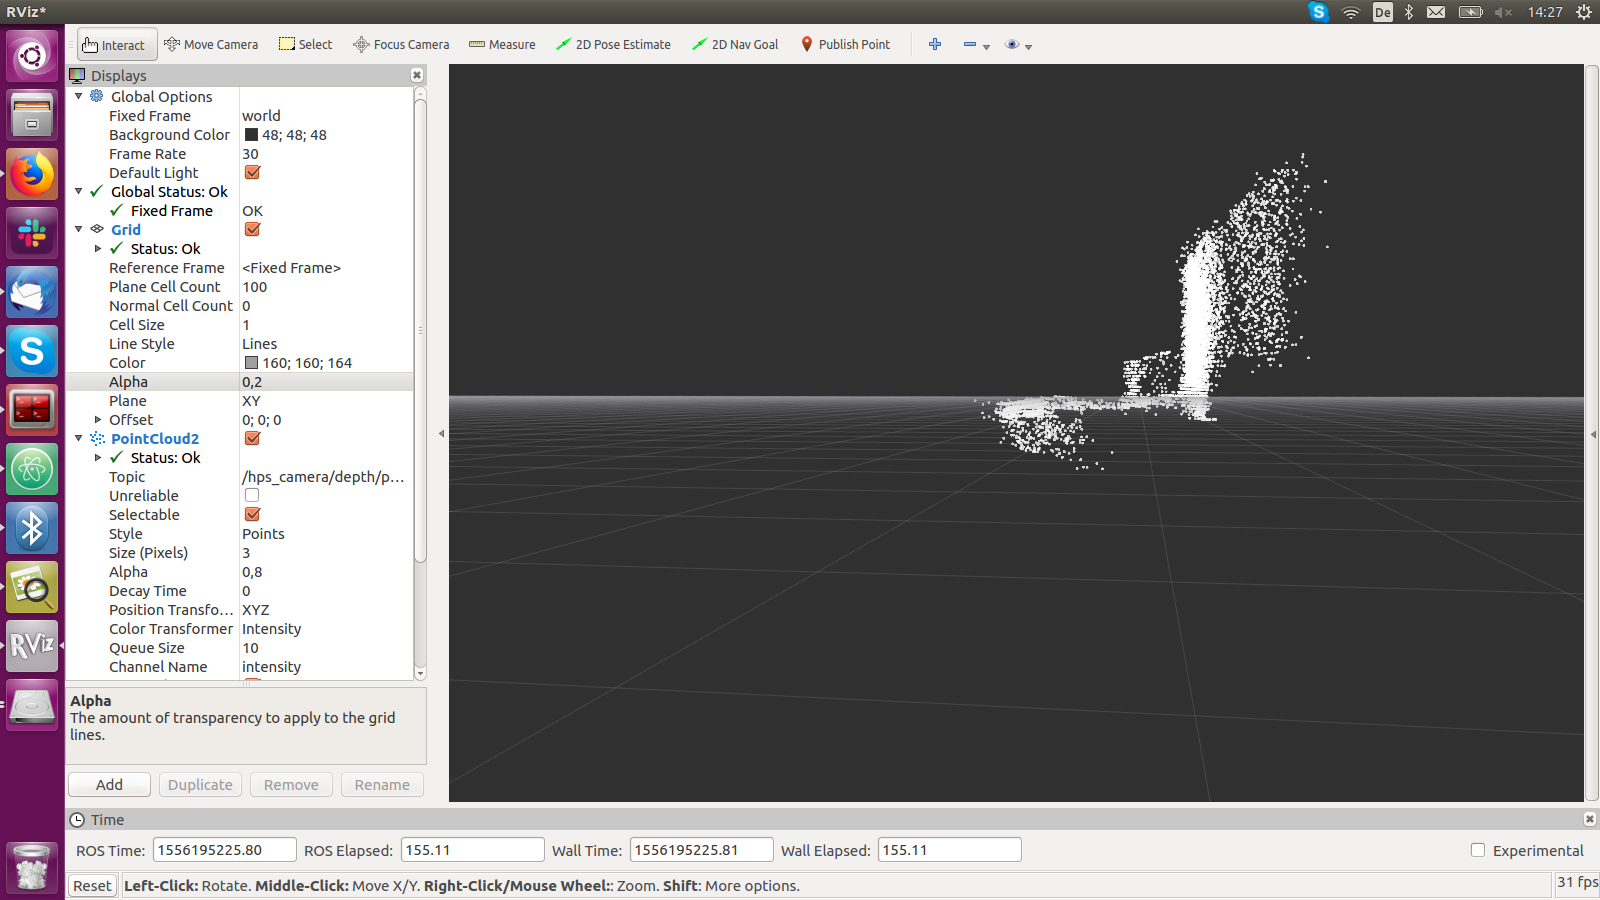 RViz*
De
14:27
Interact Move Camera Select Focus Camera Measure 2D Pose Estimate 2D Nav Goal Publish Point
Displays
Global Options
Fixed Frame world
Background Color 48; 48; 48
Frame Rate 30
Default Light
Global Status: Ok
Fixed Frame OK
Grid
Status: Ok
Reference Frame <Fixed Frame>
Plane Cell Count 100
Normal Cell Count 0
Cell Size 1
Line Style Lines
Color 160; 160; 164
Alpha 0,2
Plane XY
Offset 0; 0; 0
PointCloud2
Status: Ok
Topic /hps_camera/depth/p...
Unreliable
Selectable
Style Points
Size (Pixels) 3
Alpha 0,8
Decay Time 0
Position Transfo... XYZ
Color Transformer Intensity
Queue Size 10
Channel Name intensity
Alpha
The amount of transparency to apply to the grid
lines.
Add Duplicate Remove Rename
RViz
Time
ROS Time: 1556195225.80 ROS Elapsed: 155.11 Wall Time: 1556195225.81 Wall Elapsed: 155.11 Experimental
Reset Left-Click: Rotate. Middle-Click: Move X/Y. Right-Click/Mouse Wheel:: Zoom. Shift: More options. 31 fps